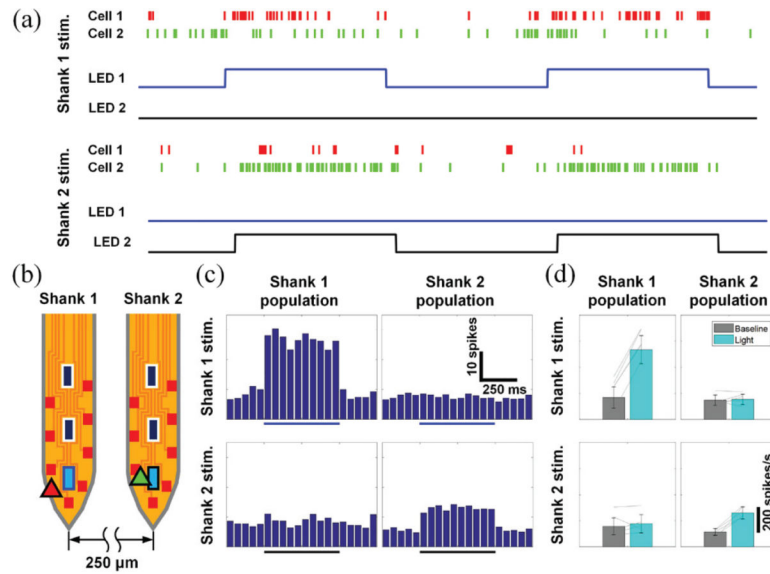 (a)
Shank 1 stim.
Cell 1
Cell 2
LED 1
LED 2
Shank 2 stim.
Cell 1
Cell 2
LED 1
LED 2
(b)
Shank 1 Shank 2
250 µm
(c)
Shank 1 population
Shank 2 population
Shank 1 stim.
10 spikes
250 ms
Shank 2 stim.
(d)
Shank 1 population
Shank 2 population
Shank 1 stim.
Baseline
Light
Shank 2 stim.
200 spikes/s